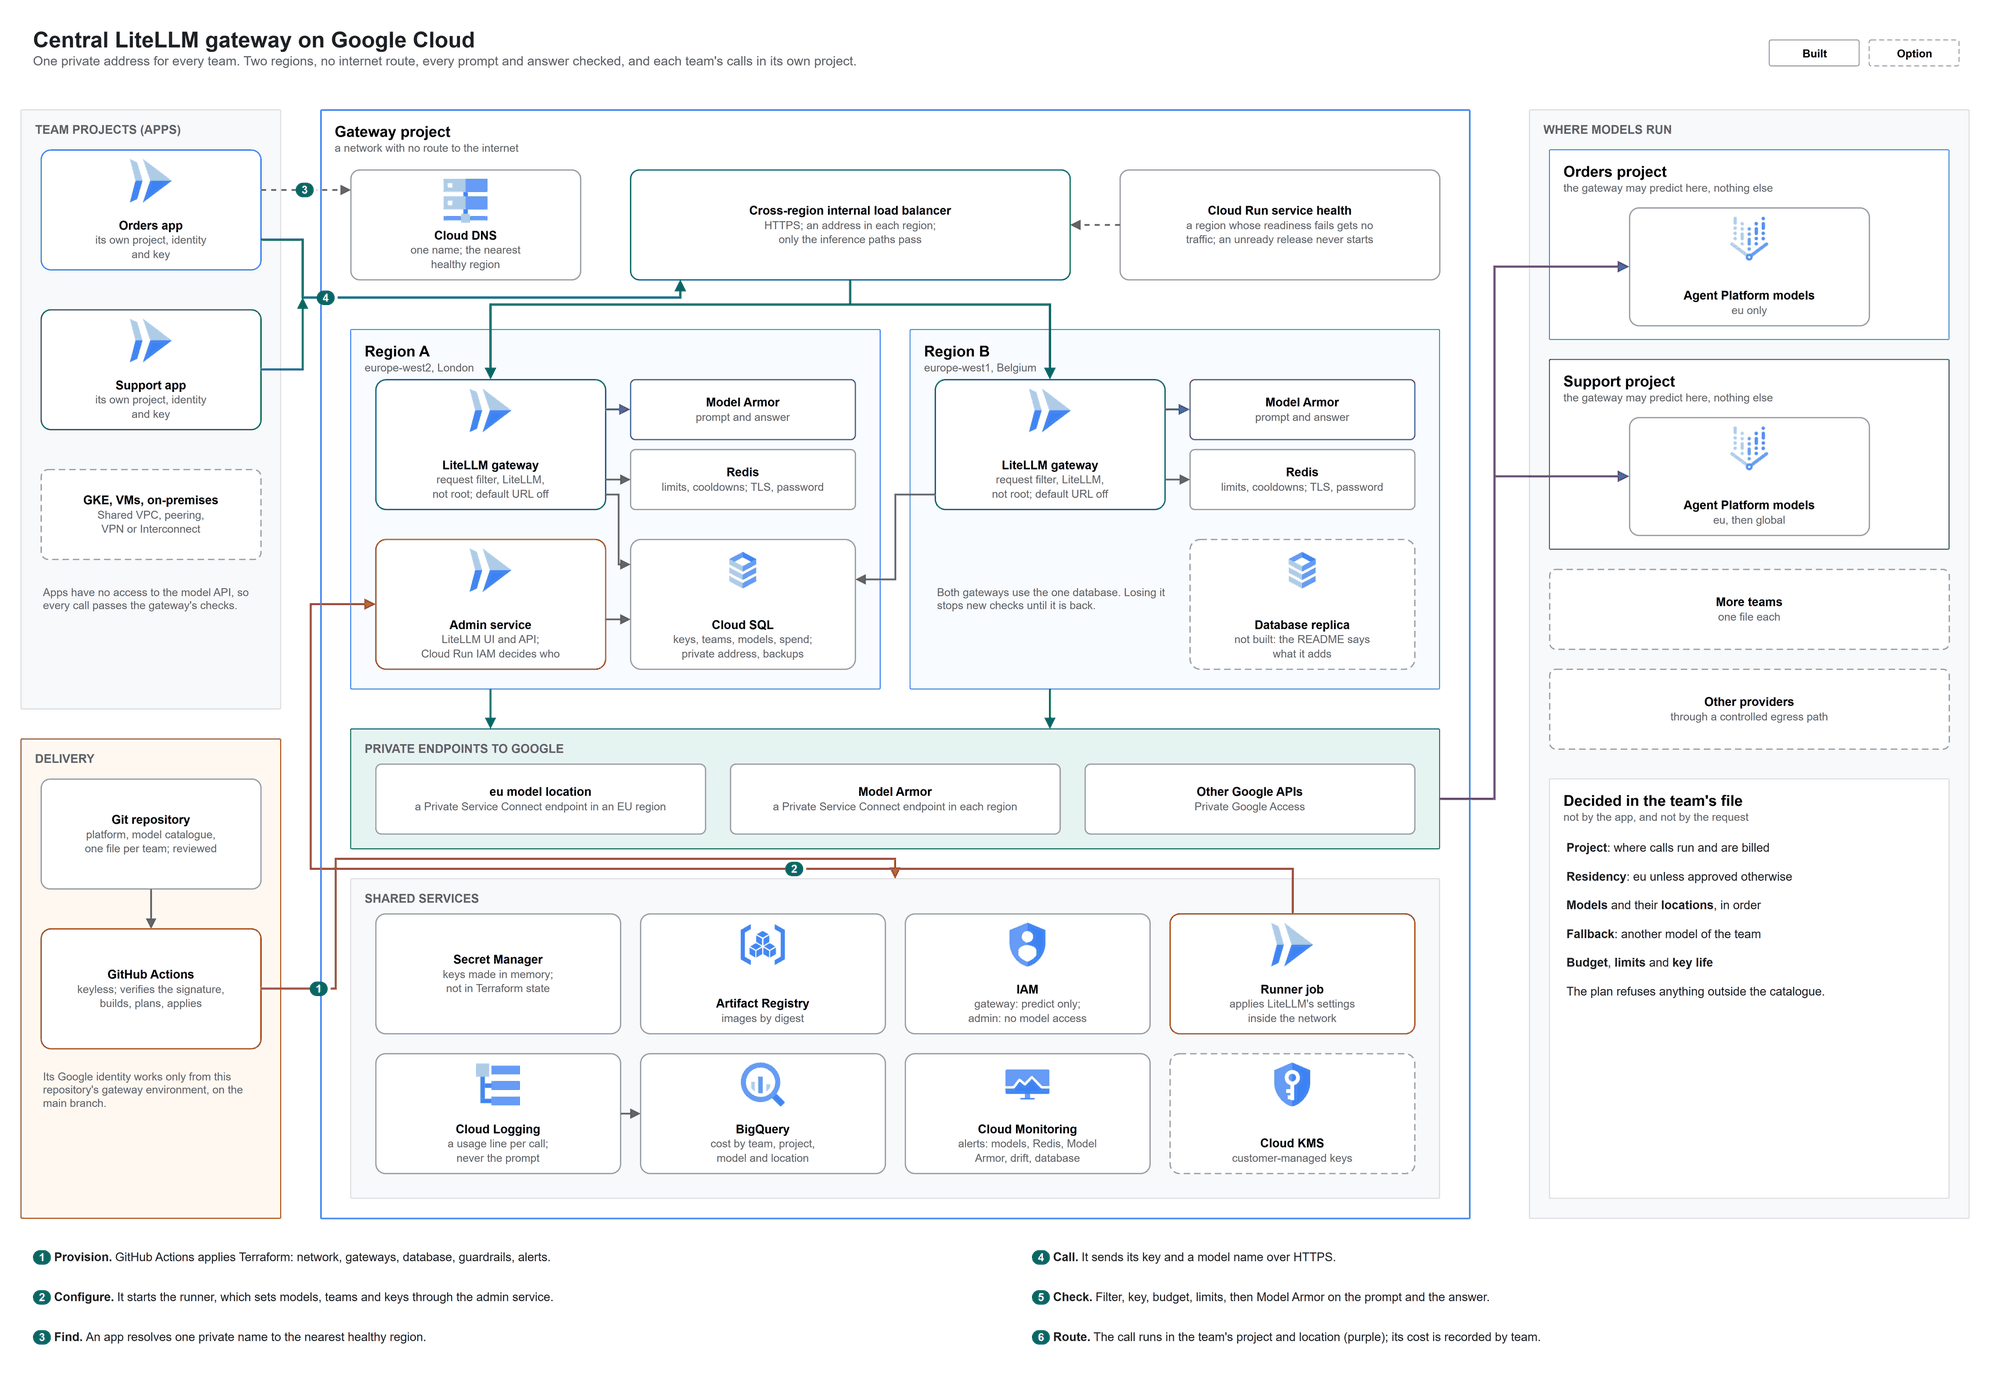 Central LiteLLM gateway on Google Cloud
One private address for every team. Two regions, no internet route, every prompt and answer checked, and each team's calls in its own project.
Built
Option
TEAM PROJECTS (APPS)
Orders app
its own project, identity
and key
Support app
its own project, identity
and key
GKE, VMs, on-premises
Shared VPC, peering,
VPN or Interconnect
Apps have no access to the model API, so
every call passes the gateway's checks.
3
4
Gateway project
a network with no route to the internet
Cloud DNS
one name; the nearest
healthy region
Cross-region internal load balancer
HTTPS; an address in each region;
only the inference paths pass
Cloud Run service health
a region whose readiness fails gets no
traffic; an unready release never starts
Region A
europe-west2, London
LiteLLM gateway
request filter, LiteLLM,
not root; default URL off
Model Armor
prompt and answer
Redis
limits, cooldowns; TLS, password
Admin service
LiteLLM UI and API;
Cloud Run IAM decides who
Cloud SQL
keys, teams, models, spend;
private address, backups
Region B
europe-west1, Belgium
LiteLLM gateway
request filter, LiteLLM,
not root; default URL off
Model Armor
prompt and answer
Redis
limits, cooldowns; TLS, password
Both gateways use the one database. Losing it
stops new checks until it is back.
Database replica
not built: the README says
what it adds
PRIVATE ENDPOINTS TO GOOGLE
eu model location
a Private Service Connect endpoint in an EU region
Model Armor
a Private Service Connect endpoint in each region
Other Google APIs
Private Google Access
2
SHARED SERVICES
Secret Manager
keys made in memory;
not in Terraform state
Artifact Registry
images by digest
IAM
gateway: predict only;
admin: no model access
Runner job
applies LiteLLM's settings
inside the network
Cloud Logging
a usage line per call;
never the prompt
BigQuery
cost by team, project,
model and location
Cloud Monitoring
alerts: models, Redis, Model
Armor, drift, database
Cloud KMS
customer-managed keys
DELIVERY
Git repository
platform, model catalogue,
one file per team; reviewed
GitHub Actions
keyless; verifies the signature,
builds, plans, applies
1
Its Google identity works only from this
repository's gateway environment, on the
main branch.
WHERE MODELS RUN
Orders project
the gateway may predict here, nothing else
Agent Platform models
eu only
Support project
the gateway may predict here, nothing else
Agent Platform models
eu, then global
More teams
one file each
Other providers
through a controlled egress path
Decided in the team's file
not by the app, and not by the request
Project: where calls run and are billed
Residency: eu unless approved otherwise
Models and their locations, in order
Fallback: another model of the team
Budget, limits and key life
The plan refuses anything outside the catalogue.
1 Provision. GitHub Actions applies Terraform: network, gateways, database, guardrails, alerts.
2 Configure. It starts the runner, which sets models, teams and keys through the admin service.
3 Find. An app resolves one private name to the nearest healthy region.
4 Call. It sends its key and a model name over HTTPS.
5 Check. Filter, key, budget, limits, then Model Armor on the prompt and the answer.
6 Route. The call runs in the team's project and location (purple); its cost is recorded by team.